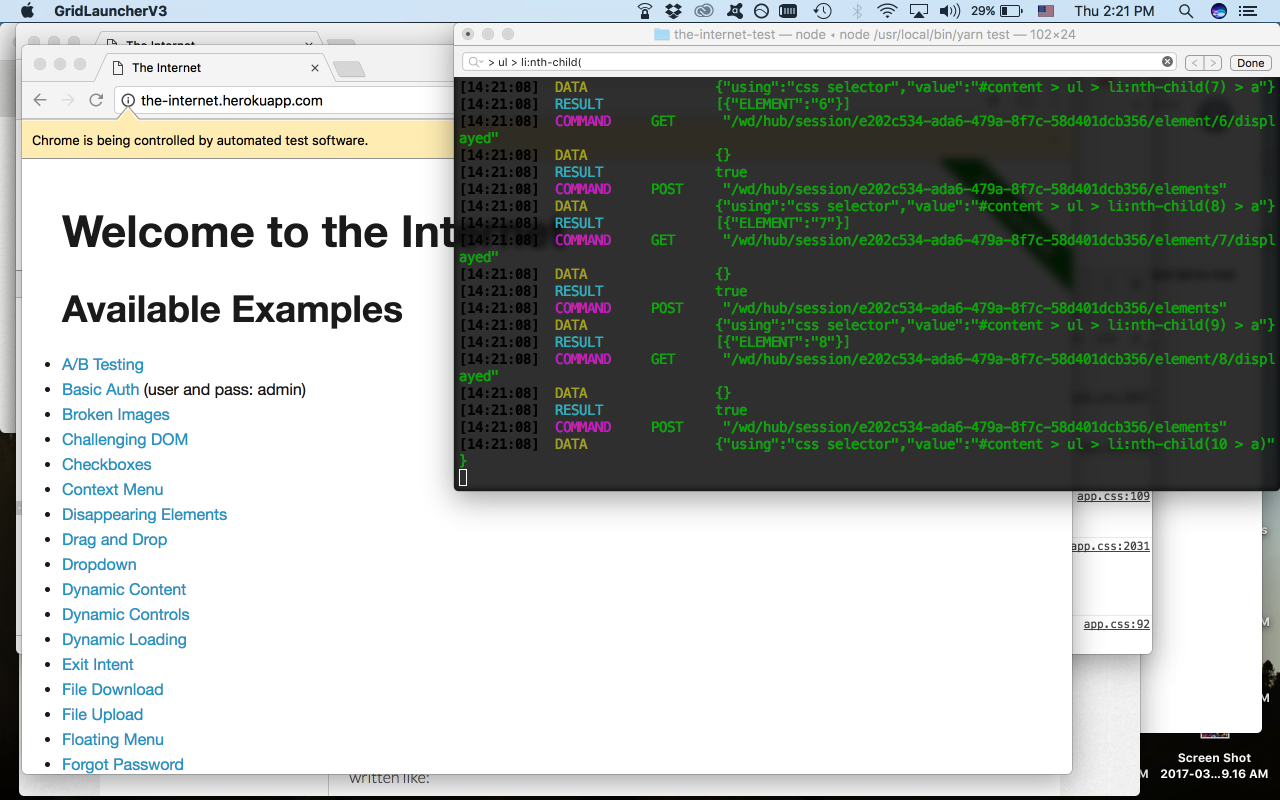 GridLauncherV3
29%
Thu 2:21 PM
The Internet
The Internet
the-internet.herokuapp.com
Chrome is being controlled by automated test software.
Welcome to the Int
Available Examples
A/B Testing
Basic Auth (user and pass: admin)
Broken Images
Challenging DOM
Checkboxes
Context Menu
Disappearing Elements
Drag and Drop
Dropdown
Dynamic Content
Dynamic Controls
Dynamic Loading
Exit Intent
File Download
File Upload
Floating Menu
Forgot Password
the-internet-test — node ◂ node /usr/local/bin/yarn test — 102×24
> ul > li:nth-child(
Done
[14:21:08] DATA {"using":"css selector","value":"#content > ul > li:nth-child(7) > a"}
[14:21:08] RESULT [{"ELEMENT":"6"}]
[14:21:08] COMMAND GET "/wd/hub/session/e202c534-ada6-479a-8f7c-58d401dcb356/element/6/displ
ayed"
[14:21:08] DATA {}
[14:21:08] RESULT true
[14:21:08] COMMAND POST "/wd/hub/session/e202c534-ada6-479a-8f7c-58d401dcb356/elements"
[14:21:08] DATA {"using":"css selector","value":"#content > ul > li:nth-child(8) > a"}
[14:21:08] RESULT [{"ELEMENT":"7"}]
[14:21:08] COMMAND GET "/wd/hub/session/e202c534-ada6-479a-8f7c-58d401dcb356/element/7/displ
ayed"
[14:21:08] DATA {}
[14:21:08] RESULT true
[14:21:08] COMMAND POST "/wd/hub/session/e202c534-ada6-479a-8f7c-58d401dcb356/elements"
[14:21:08] DATA {"using":"css selector","value":"#content > ul > li:nth-child(9) > a"}
[14:21:08] RESULT [{"ELEMENT":"8"}]
[14:21:08] COMMAND GET "/wd/hub/session/e202c534-ada6-479a-8f7c-58d401dcb356/element/8/displ
ayed"
[14:21:08] DATA {}
[14:21:08] RESULT true
[14:21:08] COMMAND POST "/wd/hub/session/e202c534-ada6-479a-8f7c-58d401dcb356/elements"
[14:21:08] DATA {"using":"css selector","value":"#content > ul > li:nth-child(10 > a)"
}
app.css:109
app.css:2031
app.css:92
written like:
Screen Shot
2017-03...9.16 AM